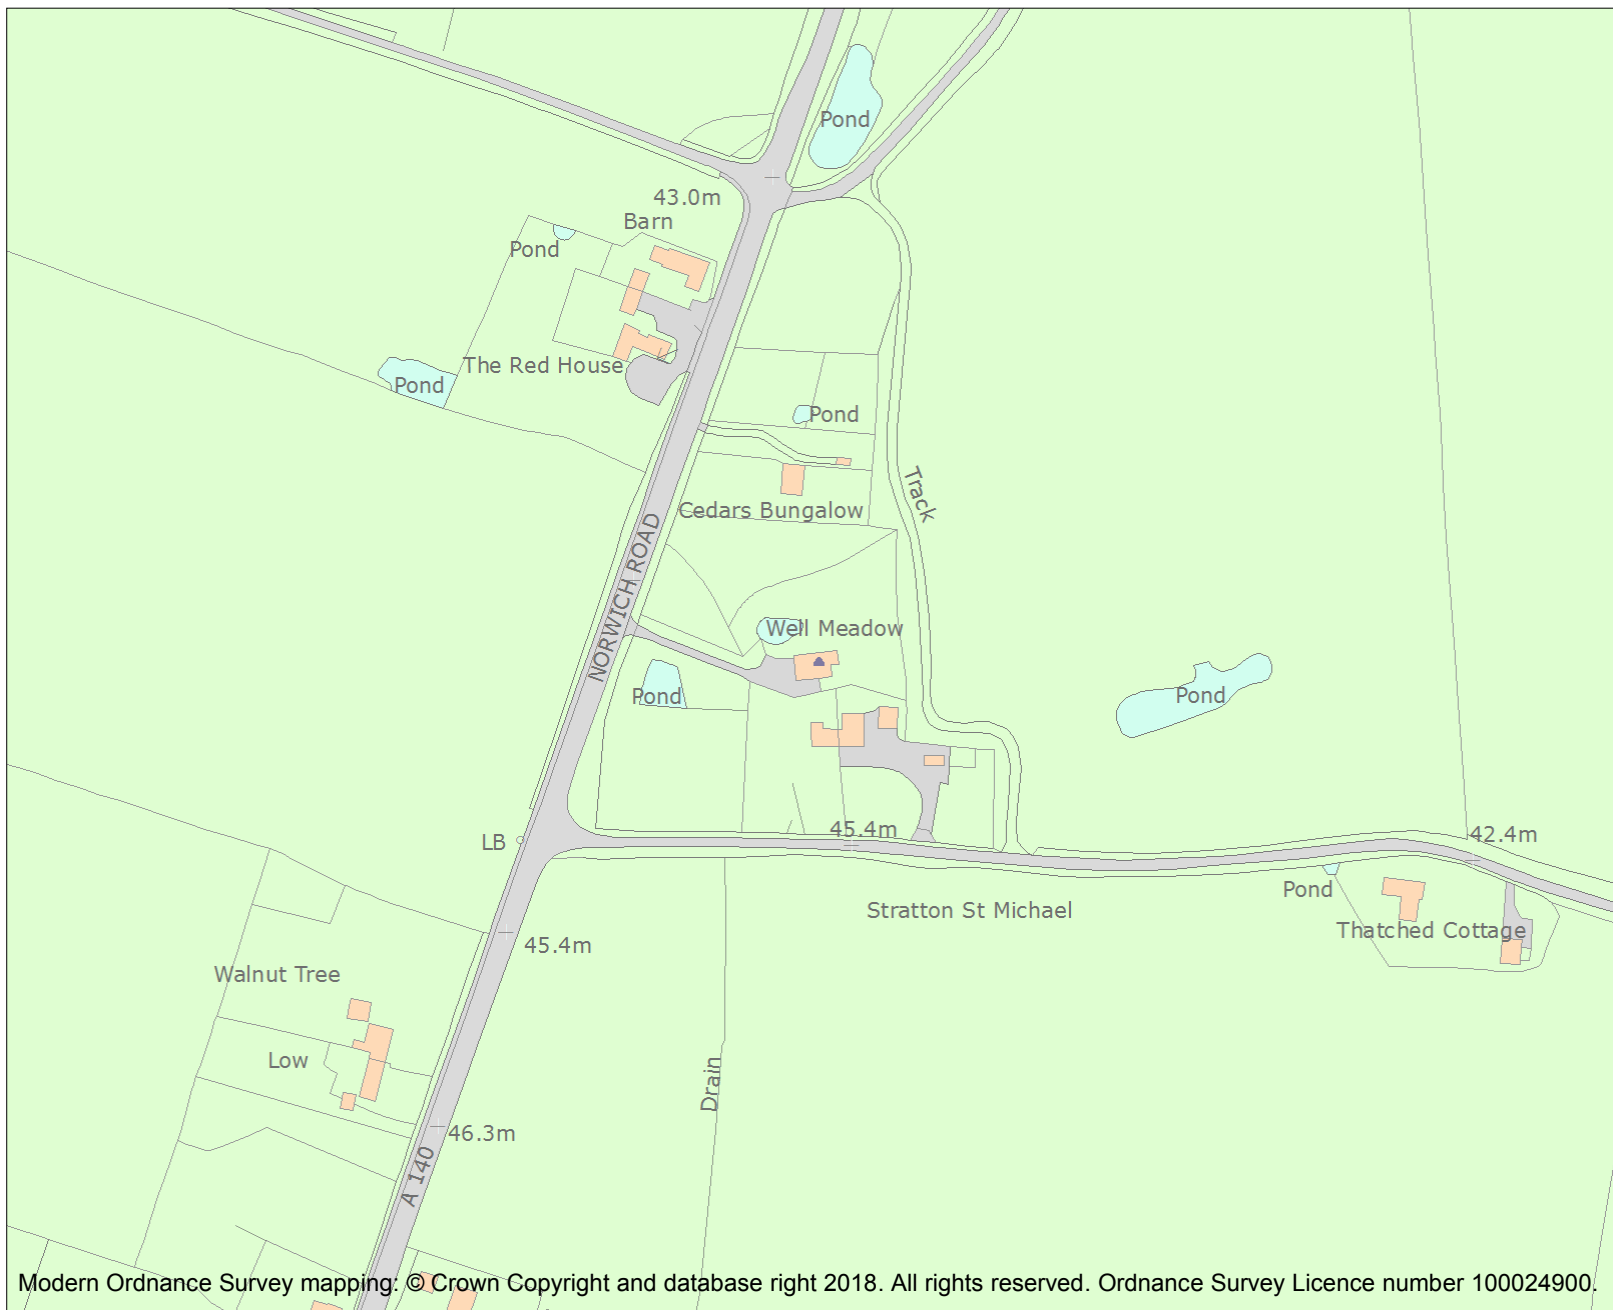 Pond
43.0m
Barn
Pond
The Red House
Pond
Pond
Track
Cedars Bungalow
NORWICH ROAD
Well Meadow
Pond
Pond
45.4m
42.4m
LB
Pond
Stratton St Michael
Thatched Cottage
45.4m
Walnut Tree
Low
Drain
46.3m
A 140
Modern Ordnance Survey mapping: © Crown Copyright and database right 2018. All rights reserved. Ordnance Survey Licence number 100024900.